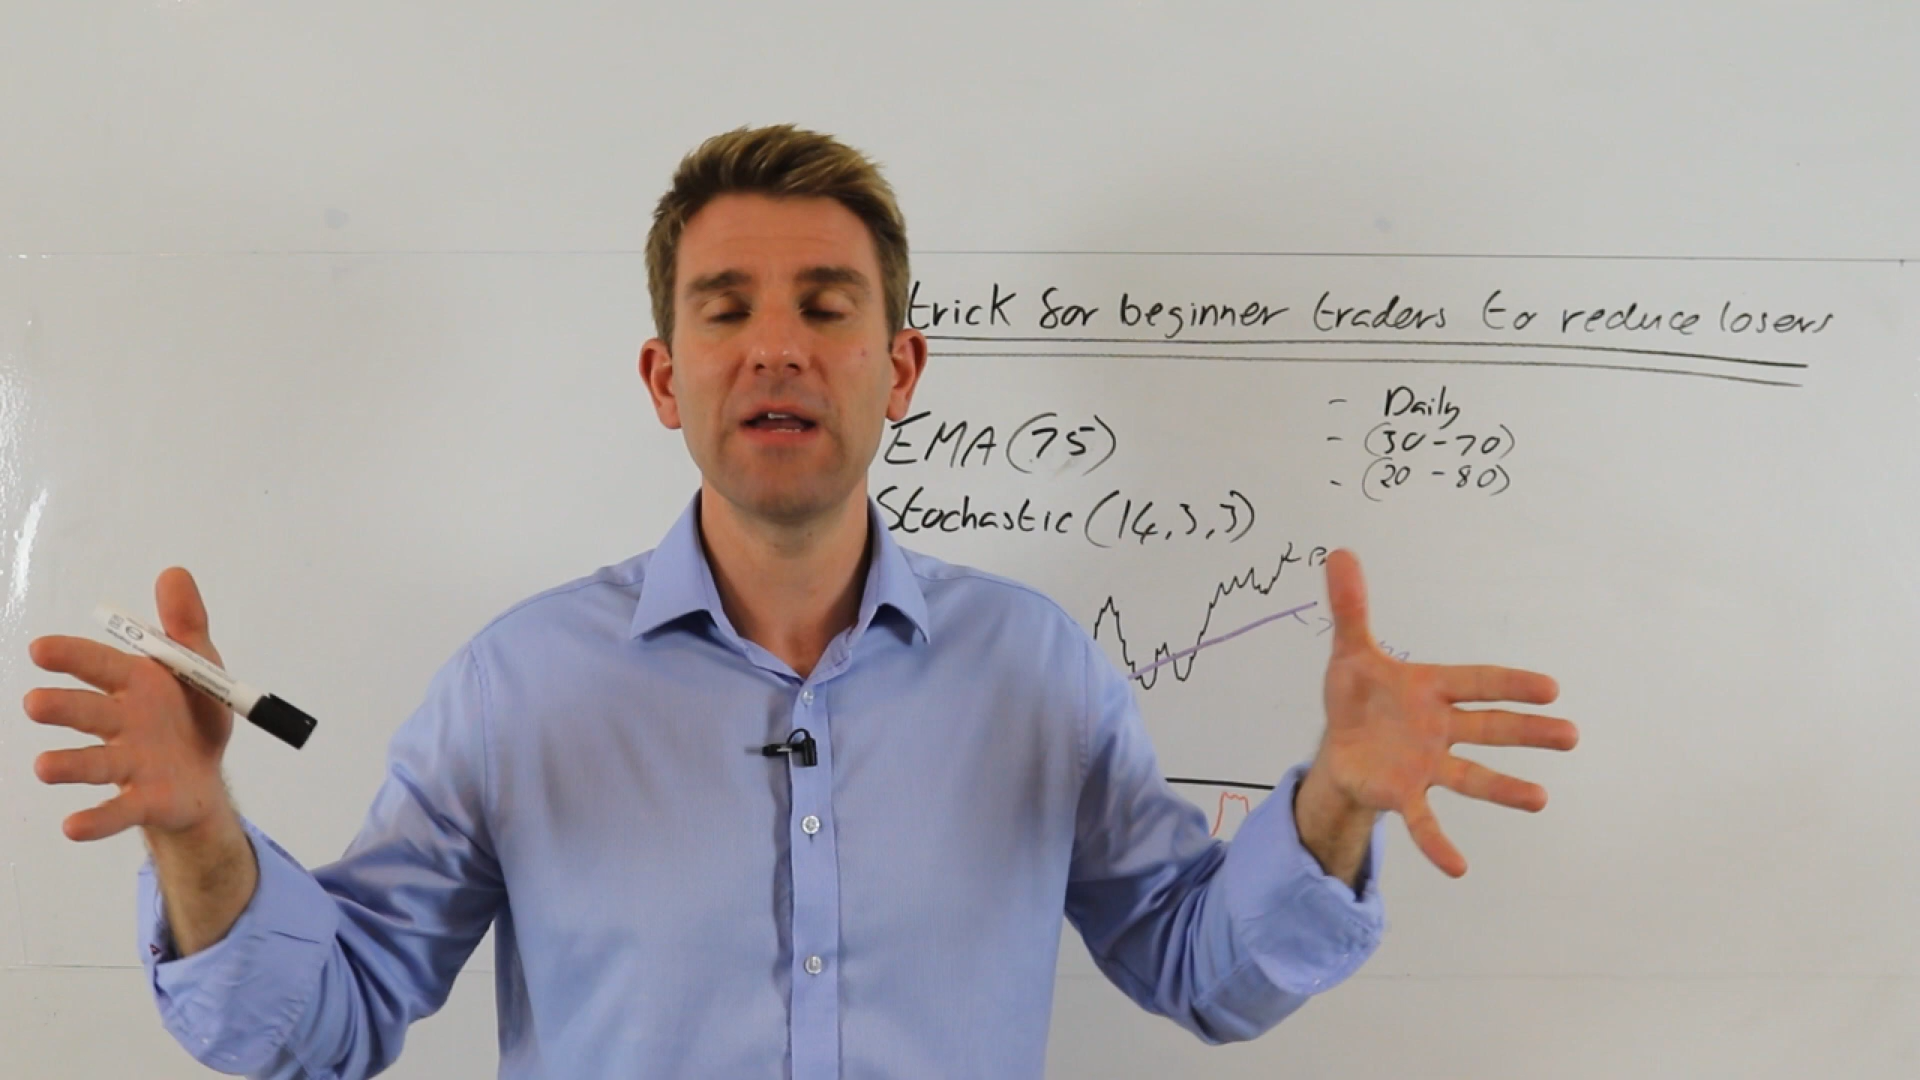 trick for beginner traders to reduce losers
EMA (75)
Stochastic (14,3,3)
- Daily
- (30-70)
- (20-80)